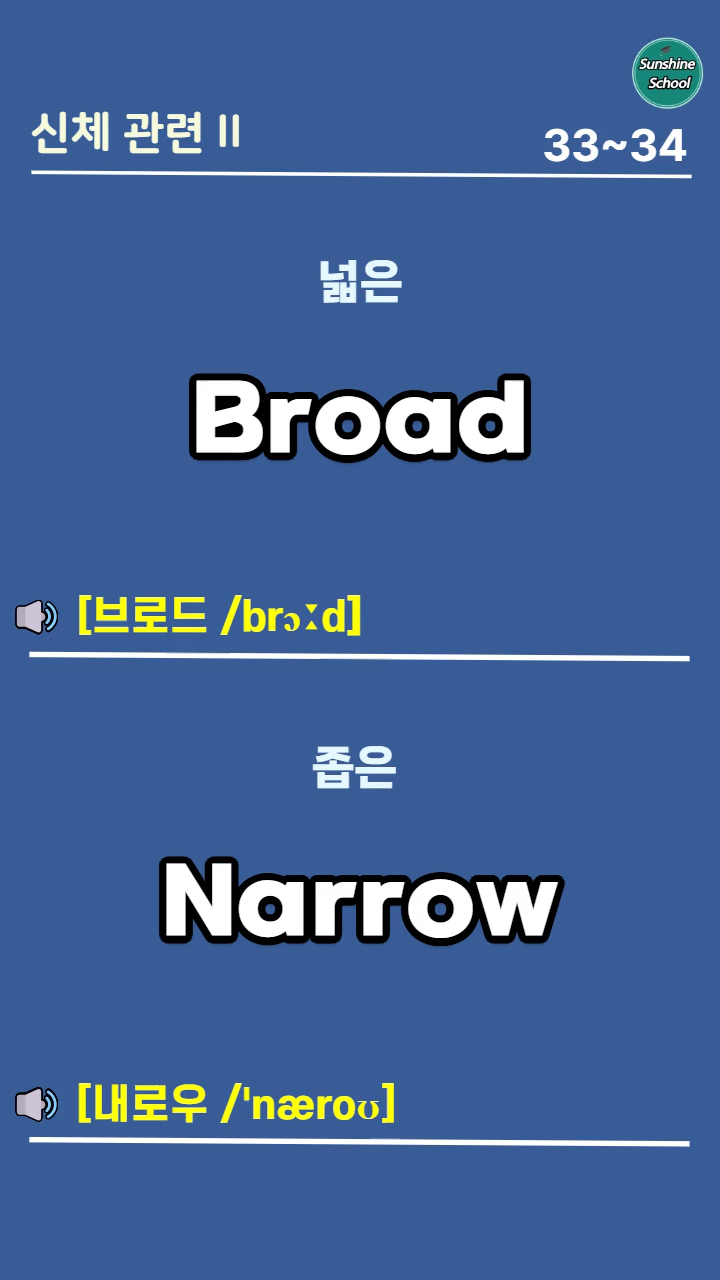 Sunshine
School
신체 관련 II
33~34
넓은
Broad
[브로드 /brɔːd]
좁은
Narrow
[내로우 /'næroʊ]